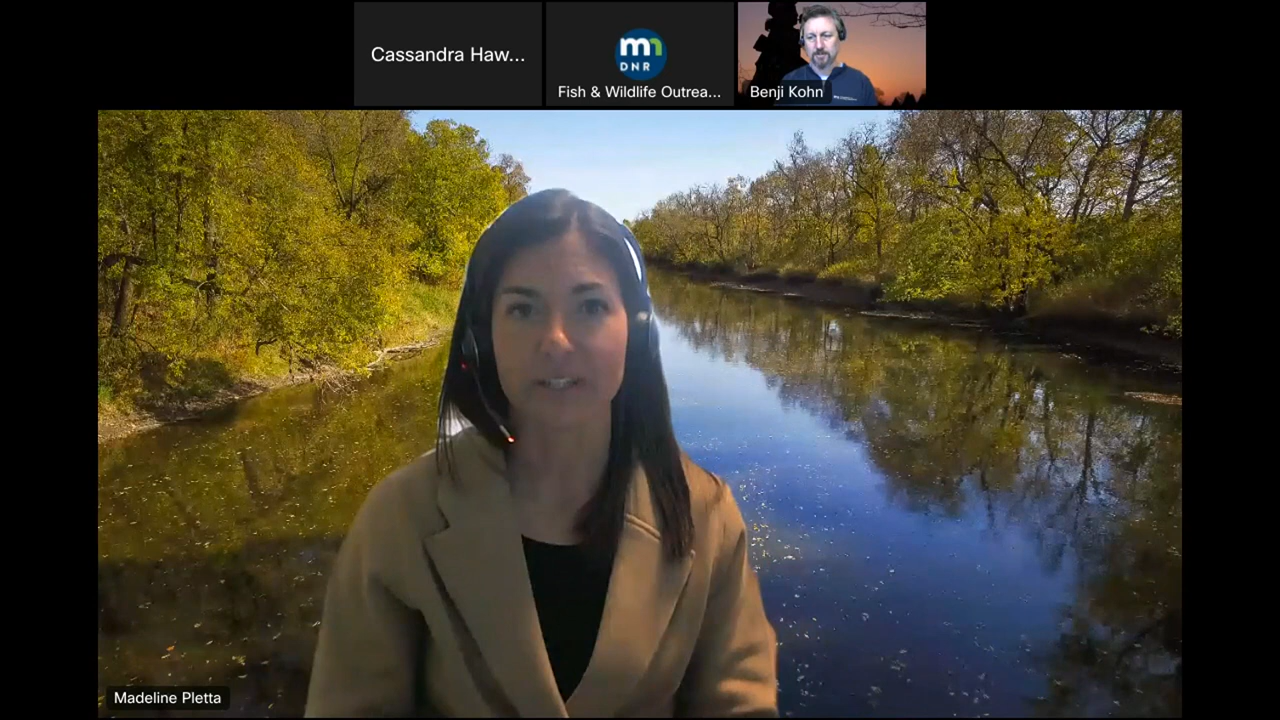 Cassandra Haw...
mn
DNR
Fish & Wildlife Outrea...
Benji Kohn
Madeline Pletta